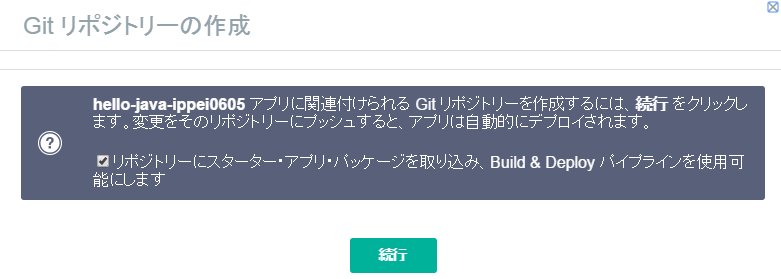 Git リポジトリーの作成
hello-java-ippei0605 アプリに関連付けられる Git リポジトリーを作成するには、続行 をクリックし
ます。変更をそのリポジトリーにプッシュすると、アプリは自動的にデプロイされます。
?
リポジトリーにスターター・アプリ・パッケージを取り込み、Build & Deploy パイプラインを使用可
能にします
続行